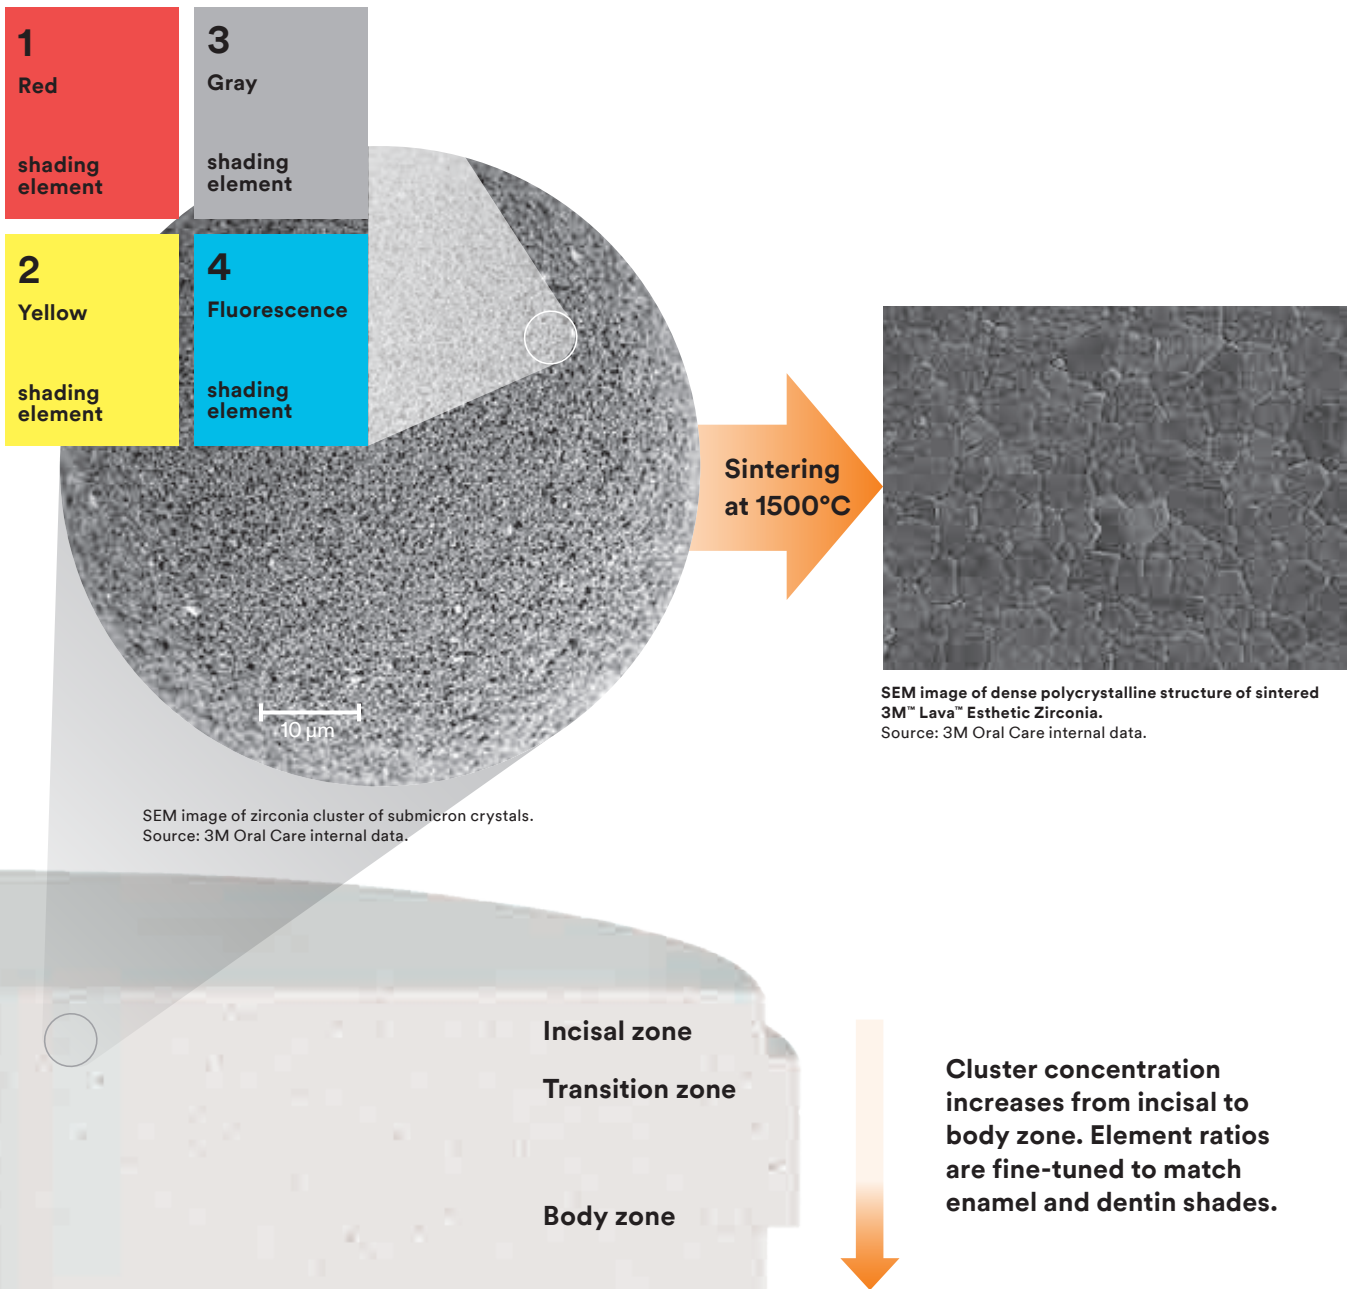 1
Red
shading
element
3
Gray
shading
element
2
Yellow
shading
element
4
Fluorescence
shading
element
Sintering
at 1500°C
10 µm
SEM image of dense polycrystalline structure of sintered
3M™ Lava™ Esthetic Zirconia.
Source: 3M Oral Care internal data.
SEM image of zirconia cluster of submicron crystals.
Source: 3M Oral Care internal data.
Incisal zone
Transition zone
Body zone
Cluster concentration
increases from incisal to
body zone. Element ratios
are fine-tuned to match
enamel and dentin shades.